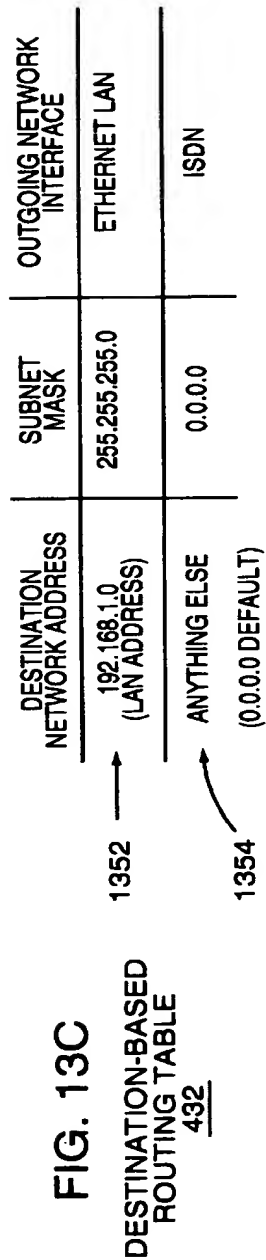 FIG. 13C
DESTINATION-BASED
ROUTING TABLE
432
DESTINATION
NETWORK ADDRESS
SUBNET
MASK
OUTGOING NETWORK
INTERFACE
1352
192.168.1.0
(LAN ADDRESS)
255.255.255.0
ETHERNET LAN
1354
ANYTHING ELSE
(0.0.0.0 DEFAULT)
0.0.0.0
ISDN